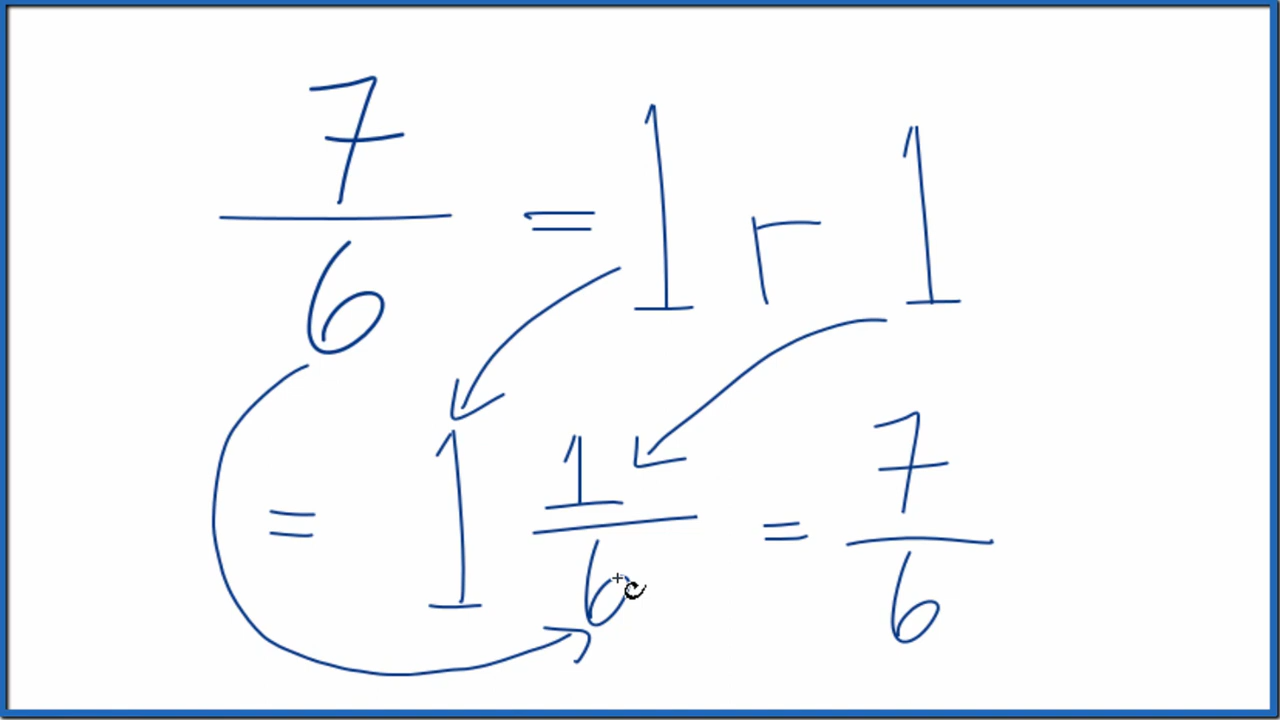 7/6 = 1 r 1
= 1 1/6 = 7/6